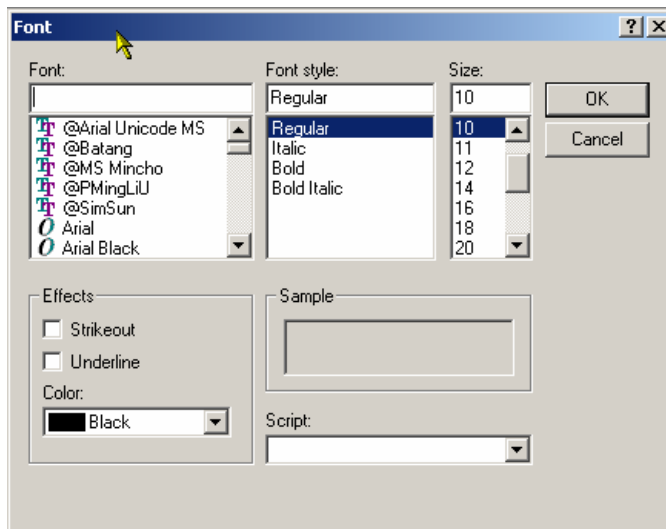 Font
Font: Font style: Size:
Regular 10
OK
@Arial Unicode MS Regular 10
Cancel
@Batang Italic 11
@MS Mincho Bold 12
@PMingLiU Bold Italic 14
@SimSun 16
Arial 18
Arial Black 20
Effects Sample
Strikeout
Underline
Color:
Black
Script: